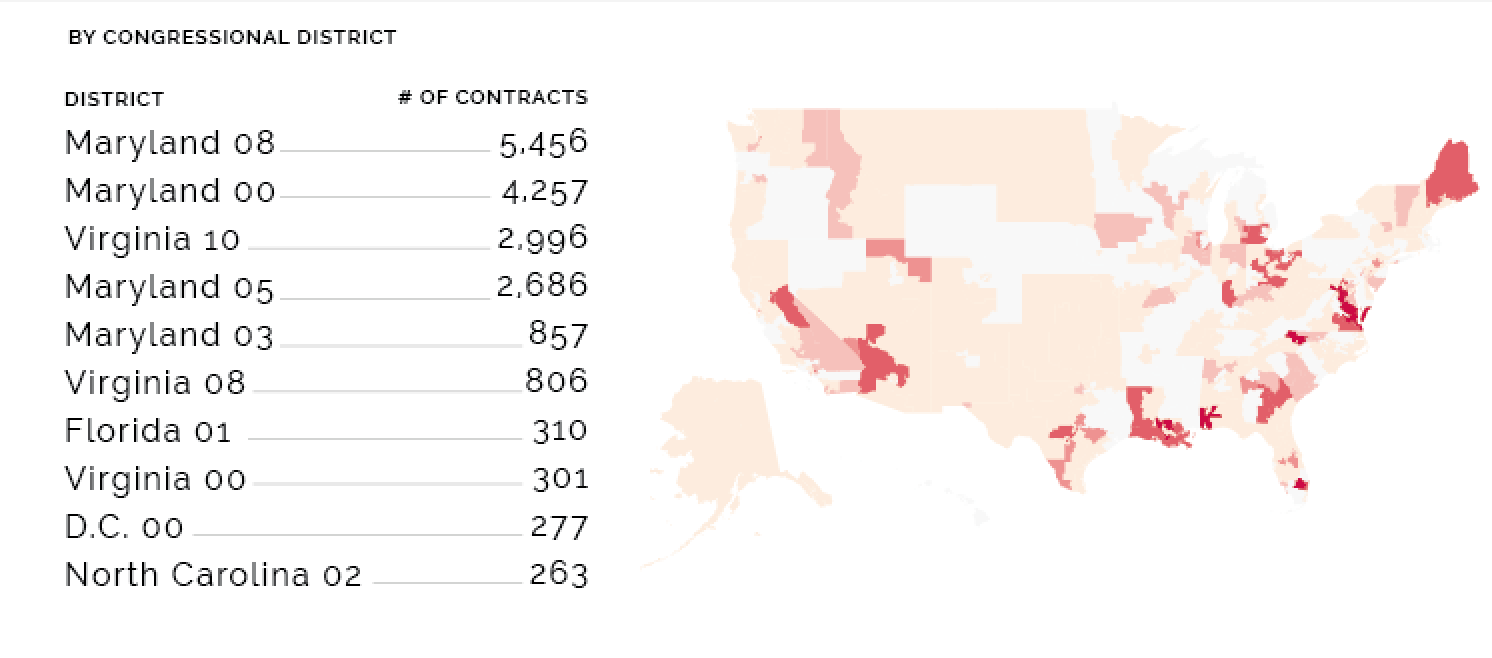 BY CONGRESSIONAL DISTRICT
DISTRICT # OF CONTRACTS
Maryland 08 5,456
Maryland 00 4,257
Virginia 10 2,996
Maryland 05 2,686
Maryland 03 857
Virginia 08 806
Florida 01 310
Virginia 00 301
D.C. 00 277
North Carolina 02 263